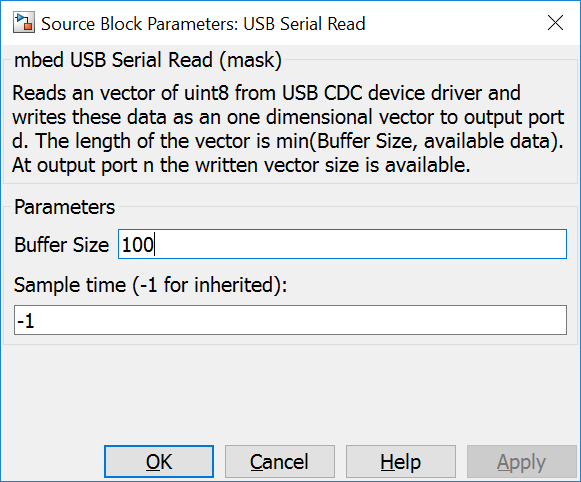 Source Block Parameters: USB Serial Read
mbed USB Serial Read (mask)
Reads an vector of uint8 from USB CDC device driver and
writes these data as an one dimensional vector to output port
d. The length of the vector is min(Buffer Size, available data).
At output port n the written vector size is available.
Parameters
Buffer Size 100
Sample time (-1 for inherited):
-1
OK Cancel Help Apply